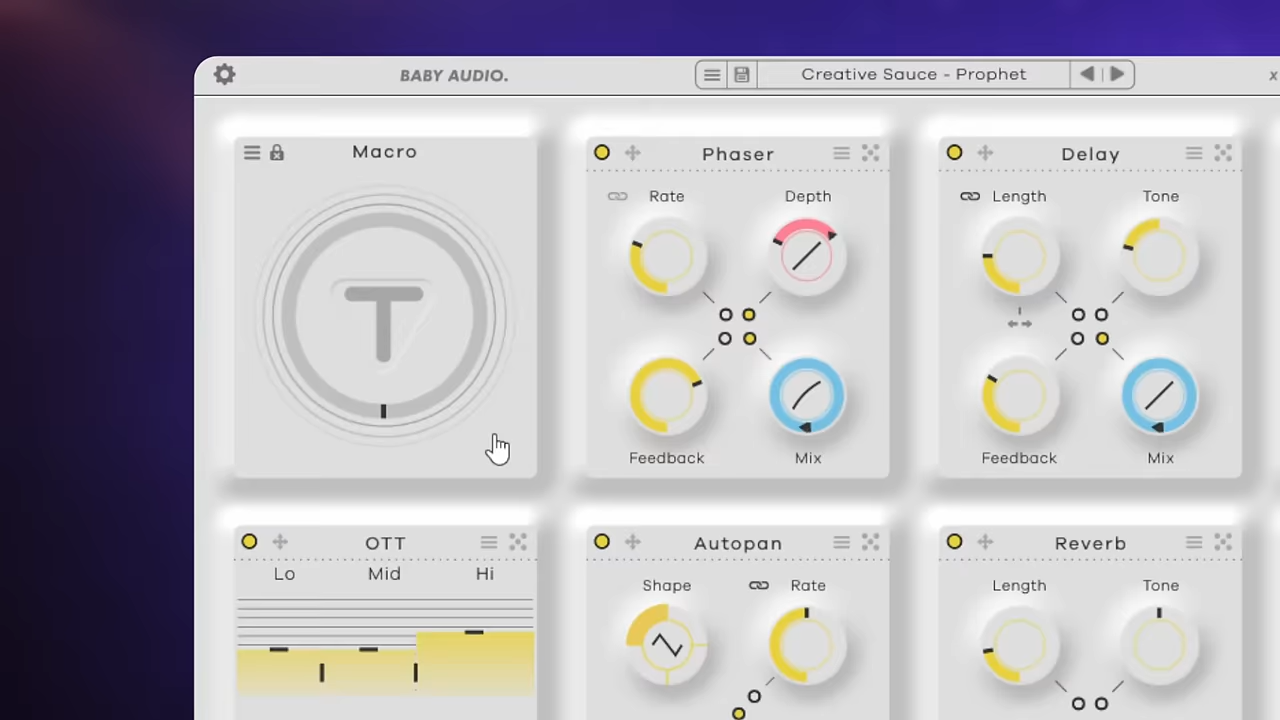 BABY AUDIO.
Creative Sauce - Prophet
x
Macro
T
Phaser
Rate
Depth
Feedback
Mix
Delay
Length
Tone
Feedback
Mix
OTT
Lo
Mid
Hi
Autopan
Shape
Rate
Reverb
Length
Tone